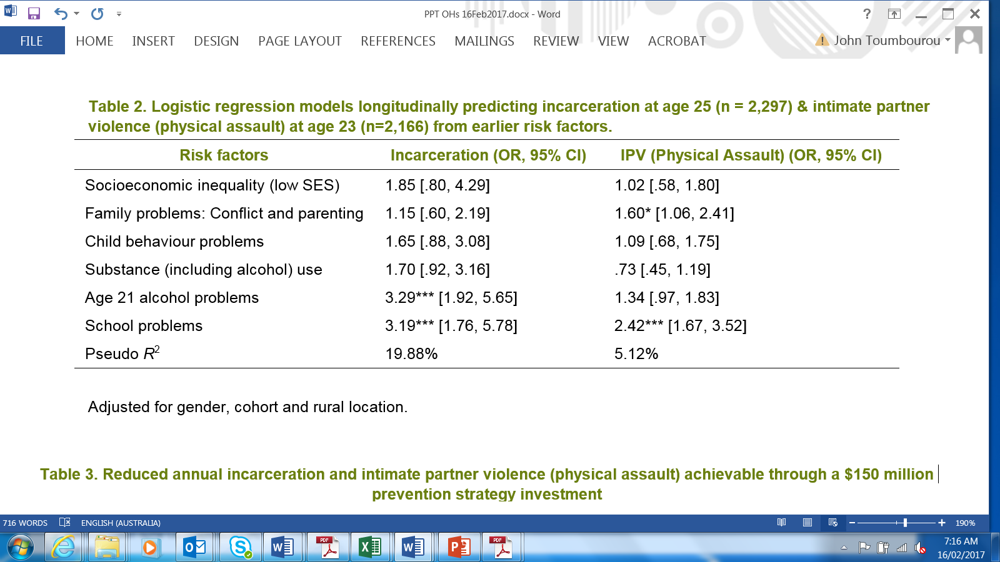 PPT OHs 16Feb2017.docx - Word
FILE HOME INSERT DESIGN PAGE LAYOUT REFERENCES MAILINGS REVIEW VIEW ACROBAT John Toumbourou
Table 2. Logistic regression models longitudinally predicting incarceration at age 25 (n = 2,297) & intimate partner
violence (physical assault) at age 23 (n=2,166) from earlier risk factors.
Risk factors Incarceration (OR, 95% CI) IPV (Physical Assault) (OR, 95% CI)
Socioeconomic inequality (low SES) 1.85 [.80, 4.29] 1.02 [.58, 1.80]
Family problems: Conflict and parenting 1.15 [.60, 2.19] 1.60* [1.06, 2.41]
Child behaviour problems 1.65 [.88, 3.08] 1.09 [.68, 1.75]
Substance (including alcohol) use 1.70 [.92, 3.16] .73 [.45, 1.19]
Age 21 alcohol problems 3.29*** [1.92, 5.65] 1.34 [.97, 1.83]
School problems 3.19*** [1.76, 5.78] 2.42*** [1.67, 3.52]
Pseudo R² 19.88% 5.12%
Adjusted for gender, cohort and rural location.
Table 3. Reduced annual incarceration and intimate partner violence (physical assault) achievable through a $150 million
prevention strategy investment
716 WORDS ENGLISH (AUSTRALIA) 190%
7:16 AM
16/02/2017